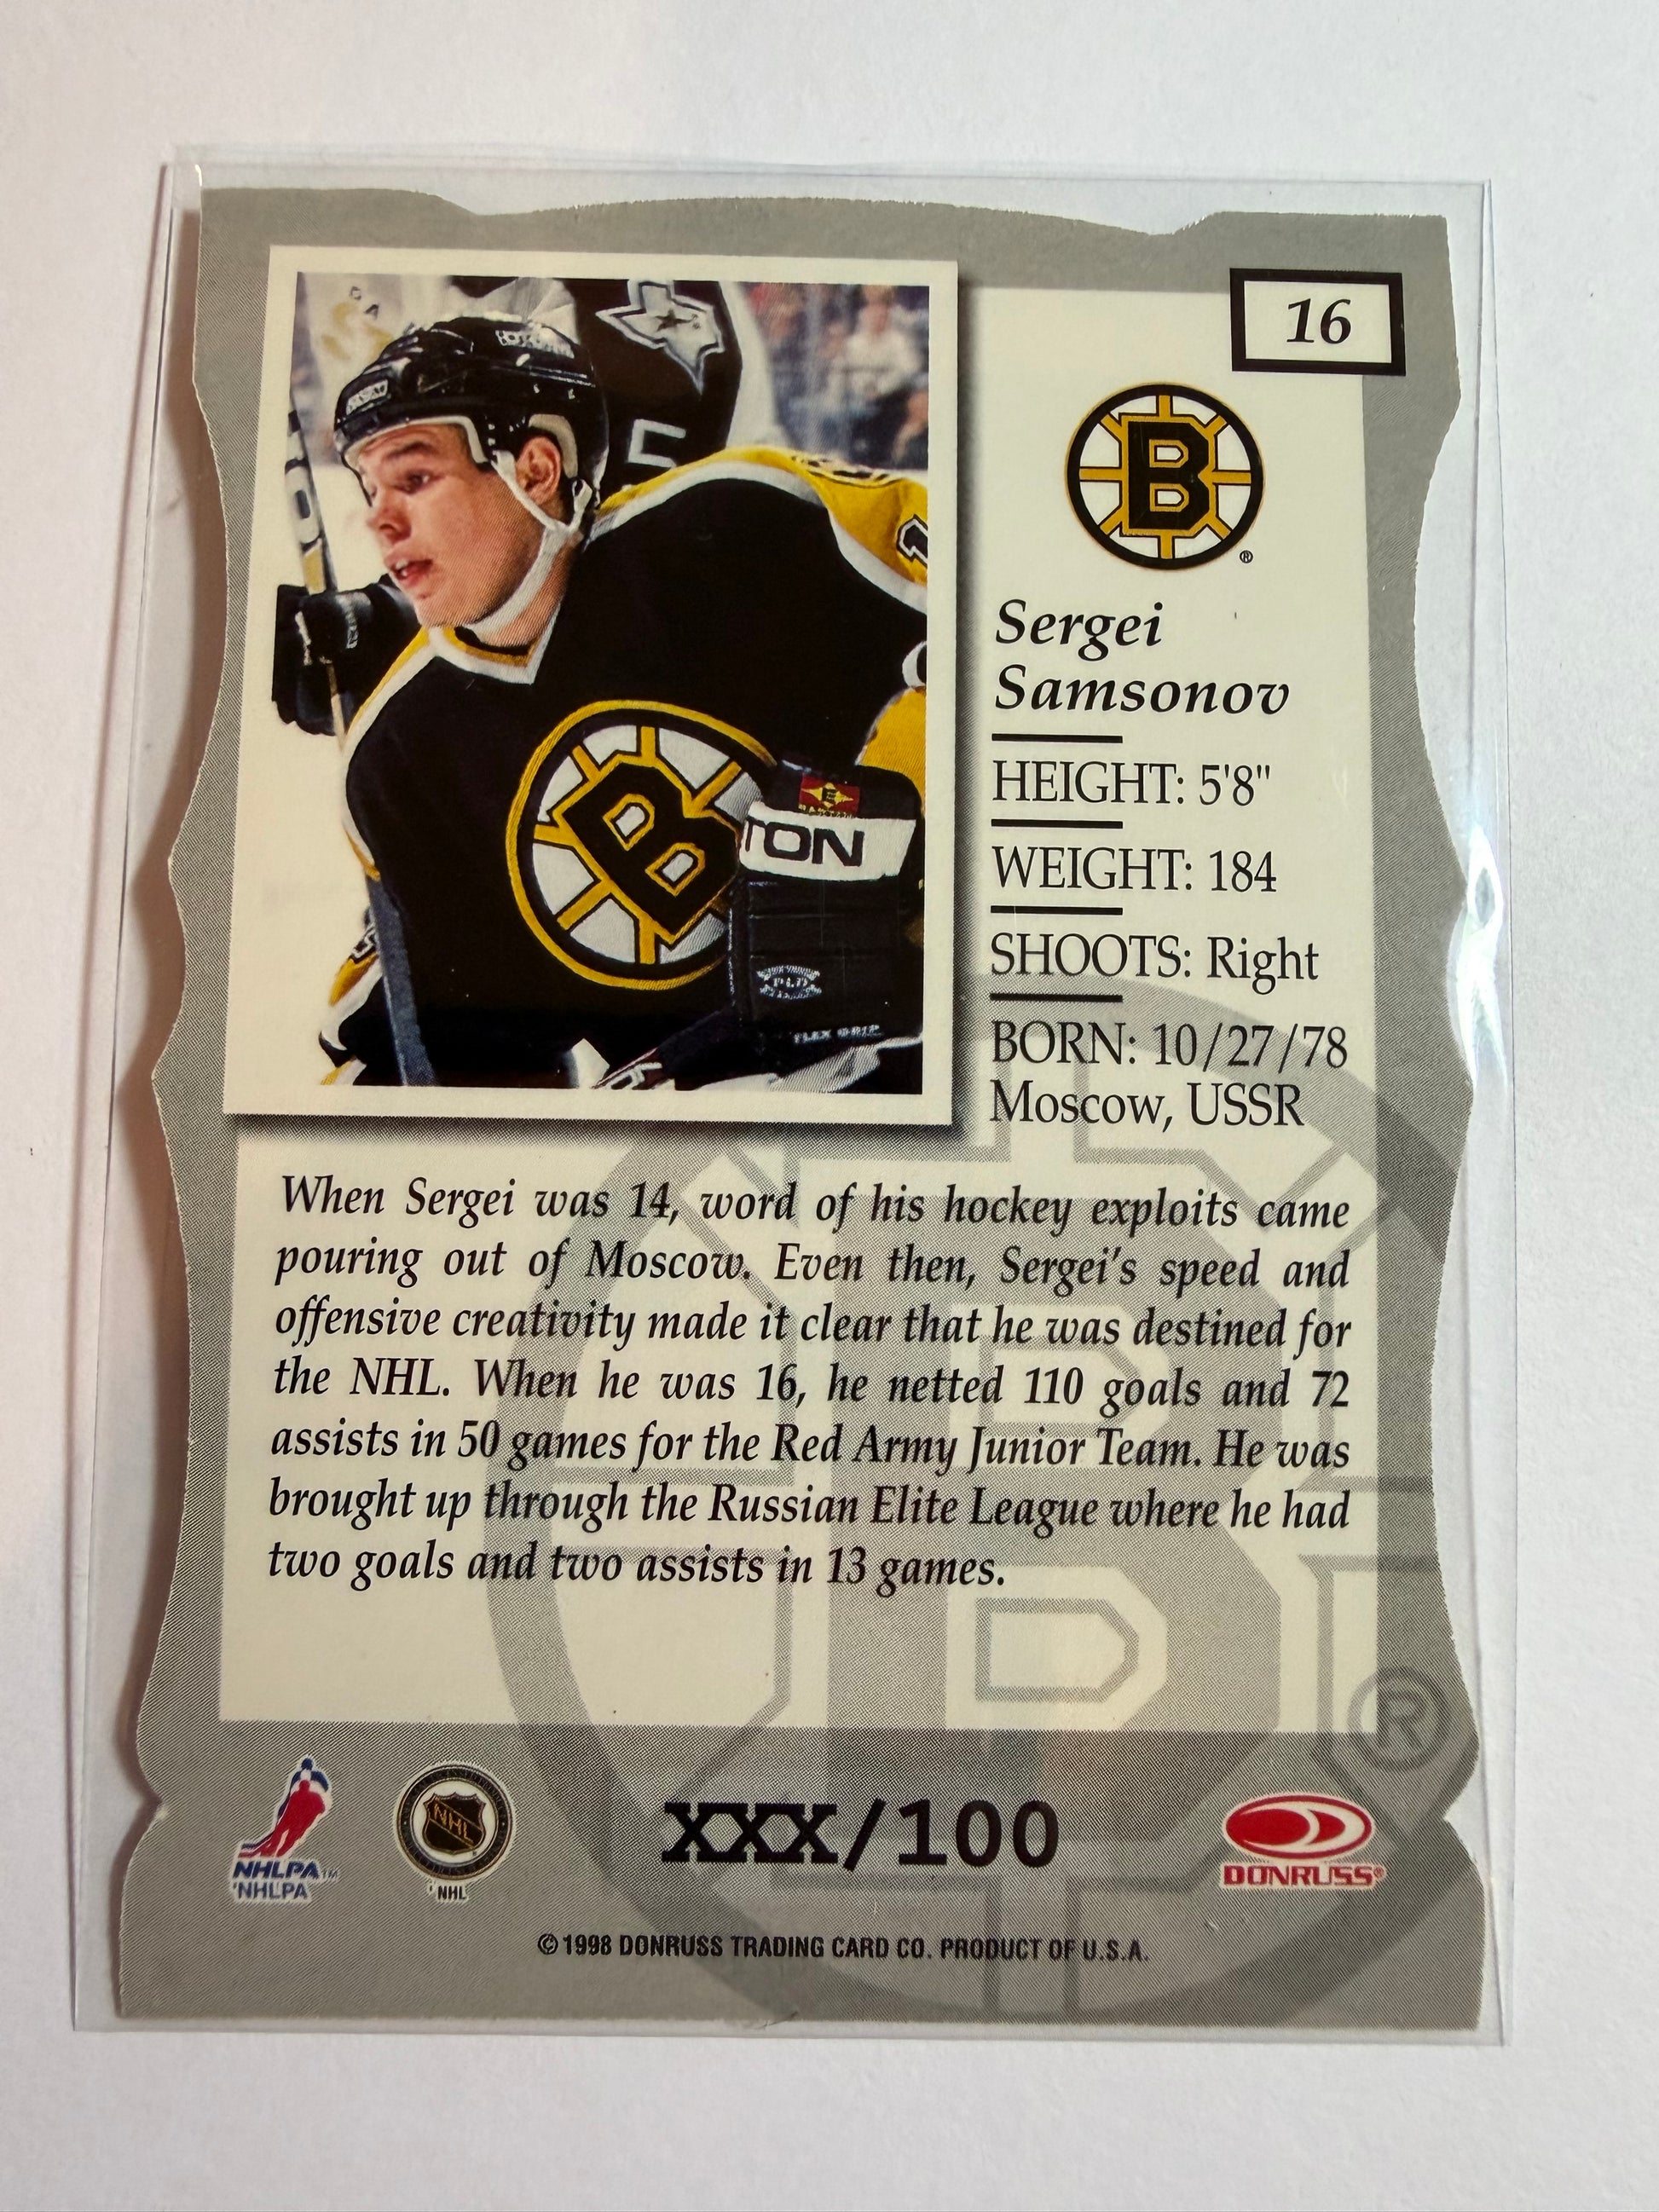 16
B
®
Sergei
Samsonov
HEIGHT: 5'8"
WEIGHT: 184
SHOOTS: Right
BORN: 10/27/78
Moscow, USSR
5
B
TON
FLEX GRIP
When Sergei was 14, word of his hockey exploits came
pouring out of Moscow. Even then, Sergei's speed and
offensive creativity made it clear that he was destined for
the NHL. When he was 16, he netted 110 goals and 72
assists in 50 games for the Red Army Junior Team. He was
brought up through the Russian Elite League where he had
two goals and two assists in 13 games.
®
NHLPA™
NHLPA
NHL
NHL
XXX/100
DONRUSS®
©1998 DONRUSS TRADING CARD CO. PRODUCT OF U.S.A.